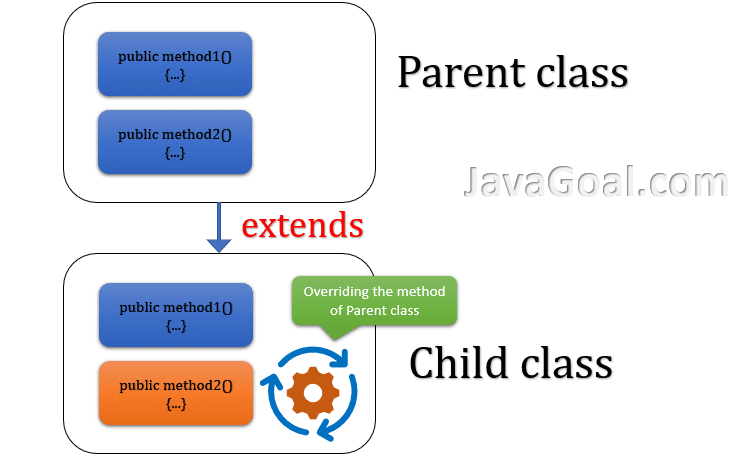 public method1()
{...}
Parent class
public method2()
{...}
JavaGoal.com
extends
public method1()
{...}
Overriding the method
of Parent class
Child class
public method2()
{...}